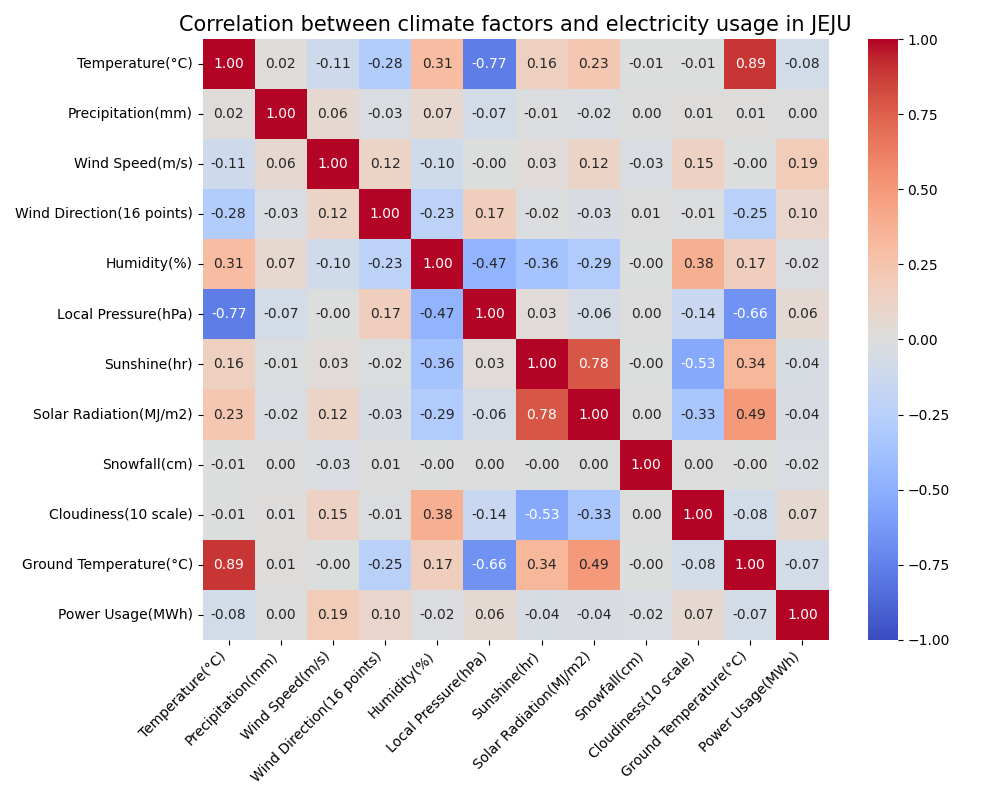 Correlation between climate factors and electricity usage in JEJU
Temperature(°C) 1.00 0.02 -0.11 -0.28 0.31 -0.77 0.16 0.23 -0.01 -0.01 0.89 -0.08
Precipitation(mm) 0.02 1.00 0.06 -0.03 0.07 -0.07 -0.01 -0.02 0.00 0.01 0.01 0.00
Wind Speed(m/s) -0.11 0.06 1.00 0.12 -0.10 -0.00 0.03 0.12 -0.03 0.15 -0.00 0.19
Wind Direction(16 points) -0.28 -0.03 0.12 1.00 -0.23 0.17 -0.02 -0.03 0.01 -0.01 -0.25 0.10
Humidity(%) 0.31 0.07 -0.10 -0.23 1.00 -0.47 -0.36 -0.29 -0.00 0.38 0.17 -0.02
Local Pressure(hPa) -0.77 -0.07 -0.00 0.17 -0.47 1.00 0.03 -0.06 0.00 -0.14 -0.66 0.06
Sunshine(hr) 0.16 -0.01 0.03 -0.02 -0.36 0.03 1.00 0.78 -0.00 -0.53 0.34 -0.04
Solar Radiation(MJ/m2) 0.23 -0.02 0.12 -0.03 -0.29 -0.06 0.78 1.00 0.00 -0.33 0.49 -0.04
Snowfall(cm) -0.01 0.00 -0.03 0.01 -0.00 0.00 -0.00 0.00 1.00 0.00 -0.00 -0.02
Cloudiness(10 scale) -0.01 0.01 0.15 -0.01 0.38 -0.14 -0.53 -0.33 0.00 1.00 -0.08 0.07
Ground Temperature(°C) 0.89 0.01 -0.00 -0.25 0.17 -0.66 0.34 0.49 -0.00 -0.08 1.00 -0.07
Power Usage(MWh) -0.08 0.00 0.19 0.10 -0.02 0.06 -0.04 -0.04 -0.02 0.07 -0.07 1.00
Temperature(°C)
Precipitation(mm)
Wind Speed(m/s)
Wind Direction(16 points)
Humidity(%)
Local Pressure(hPa)
Sunshine(hr)
Solar Radiation(MJ/m2)
Snowfall(cm)
Cloudiness(10 scale)
Ground Temperature(°C)
Power Usage(MWh)
1.00
0.75
0.50
0.25
0.00
−0.25
−0.50
−0.75
−1.00